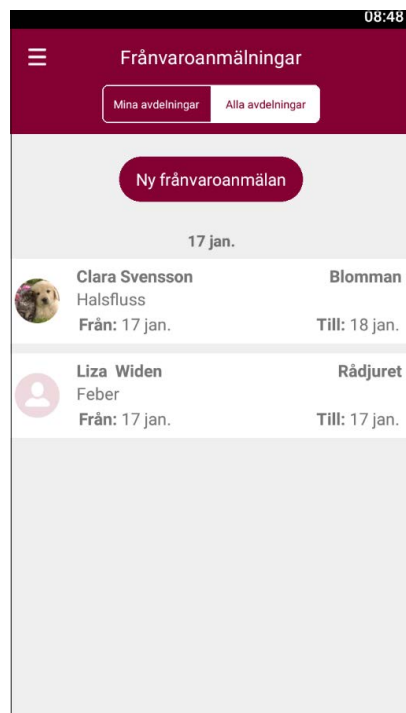 08:48
Frånvaroanmälningar
Mina avdelningar Alla avdelningar
Ny frånvaroanmälan
17 jan.
Clara Svensson Blomman
Halsfluss
Från: 17 jan. Till: 18 jan.
Liza Widen Rådjuret
Feber
Från: 17 jan. Till: 17 jan.